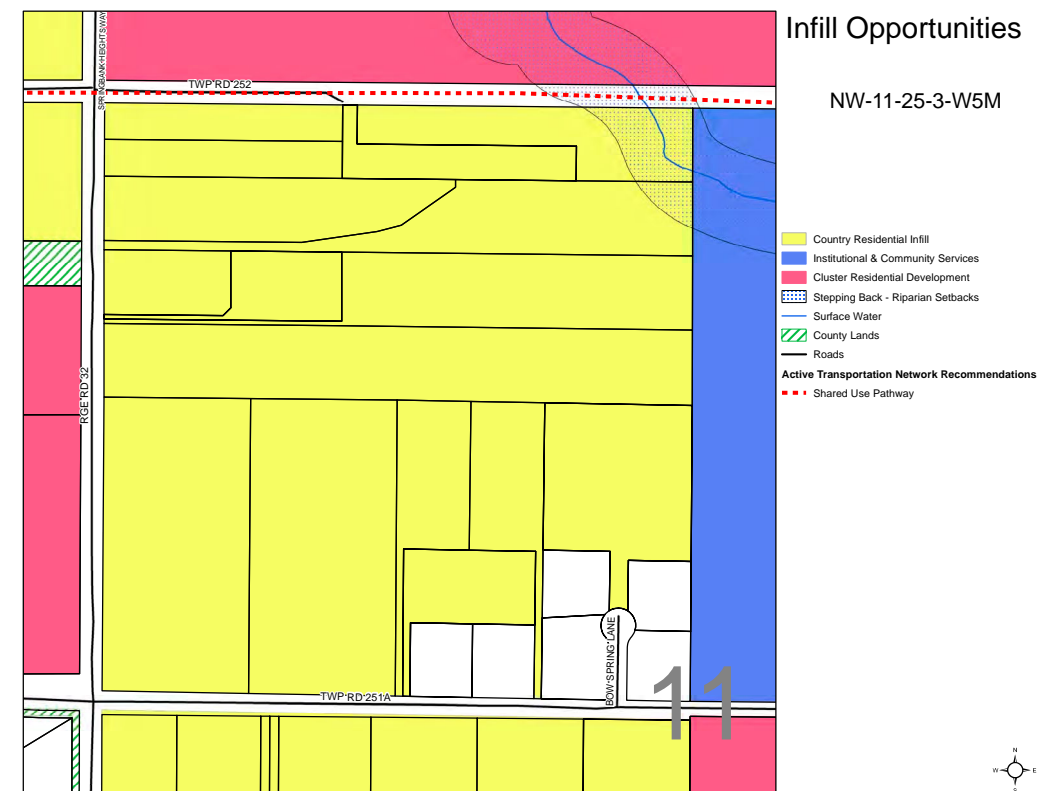 Infill Opportunities
NW-11-25-3-W5M
SPRINGBANK HEIGHTS WAY
TWP RD 252
RGE RD 32
TWP RD 251A
BOW SPRING LANE
11
Country Residential Infill
Institutional & Community Services
Cluster Residential Development
Stepping Back - Riparian Setbacks
Surface Water
County Lands
Roads
Active Transportation Network Recommendations
Shared Use Pathway
N
W E
S